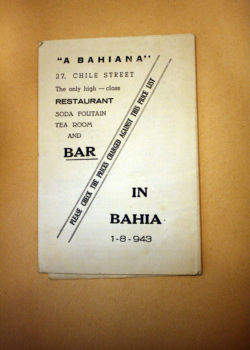 "A BAHIANA"
27, CHILE STREET
The only high — class
RESTAURANT
SODA FOUTAIN
TEA ROOM
AND
BAR
PLEASE CHECK THE PRICES CHARGED AGAINST THIS PRICE LIST
IN
BAHIA
1-8-943